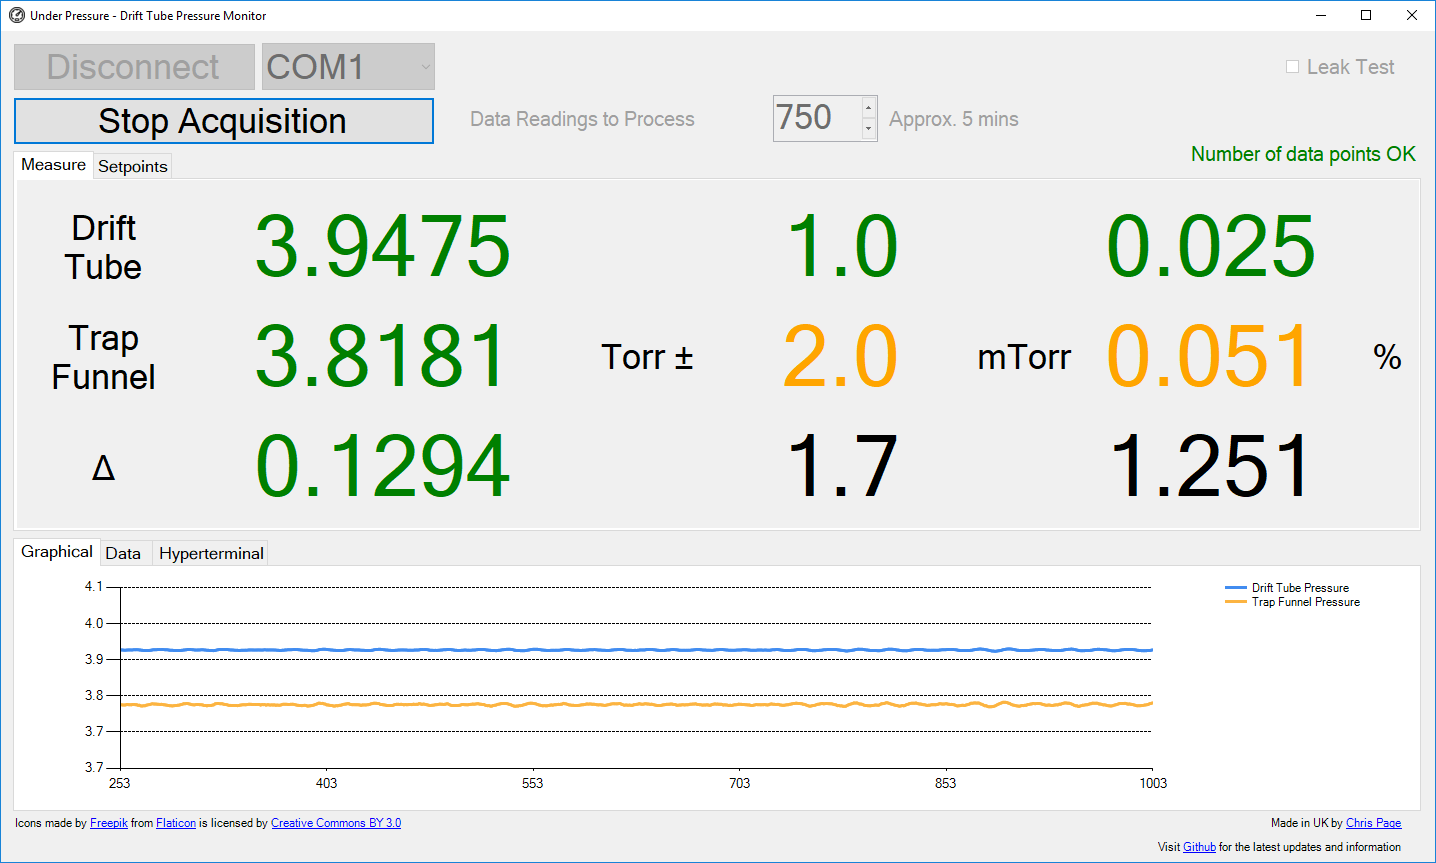 Under Pressure - Drift Tube Pressure Monitor
Disconnect COM1 Leak Test
Stop Acquisition Data Readings to Process 750 Approx. 5 mins
Number of data points OK
Measure Setpoints
Drift
Tube 3.9475 1.0 0.025
Trap
Funnel 3.8181 Torr ± 2.0 mTorr 0.051 %
Δ 0.1294 1.7 1.251
Graphical Data Hyperterminal
4.1
4.0
3.9
3.8
3.7
3.7
253 403 553 703 853 1003
Drift Tube Pressure
Trap Funnel Pressure
Icons made by Freepik from Flaticon is licensed by Creative Commons BY 3.0
Made in UK by Chris Page
Visit Github for the latest updates and information